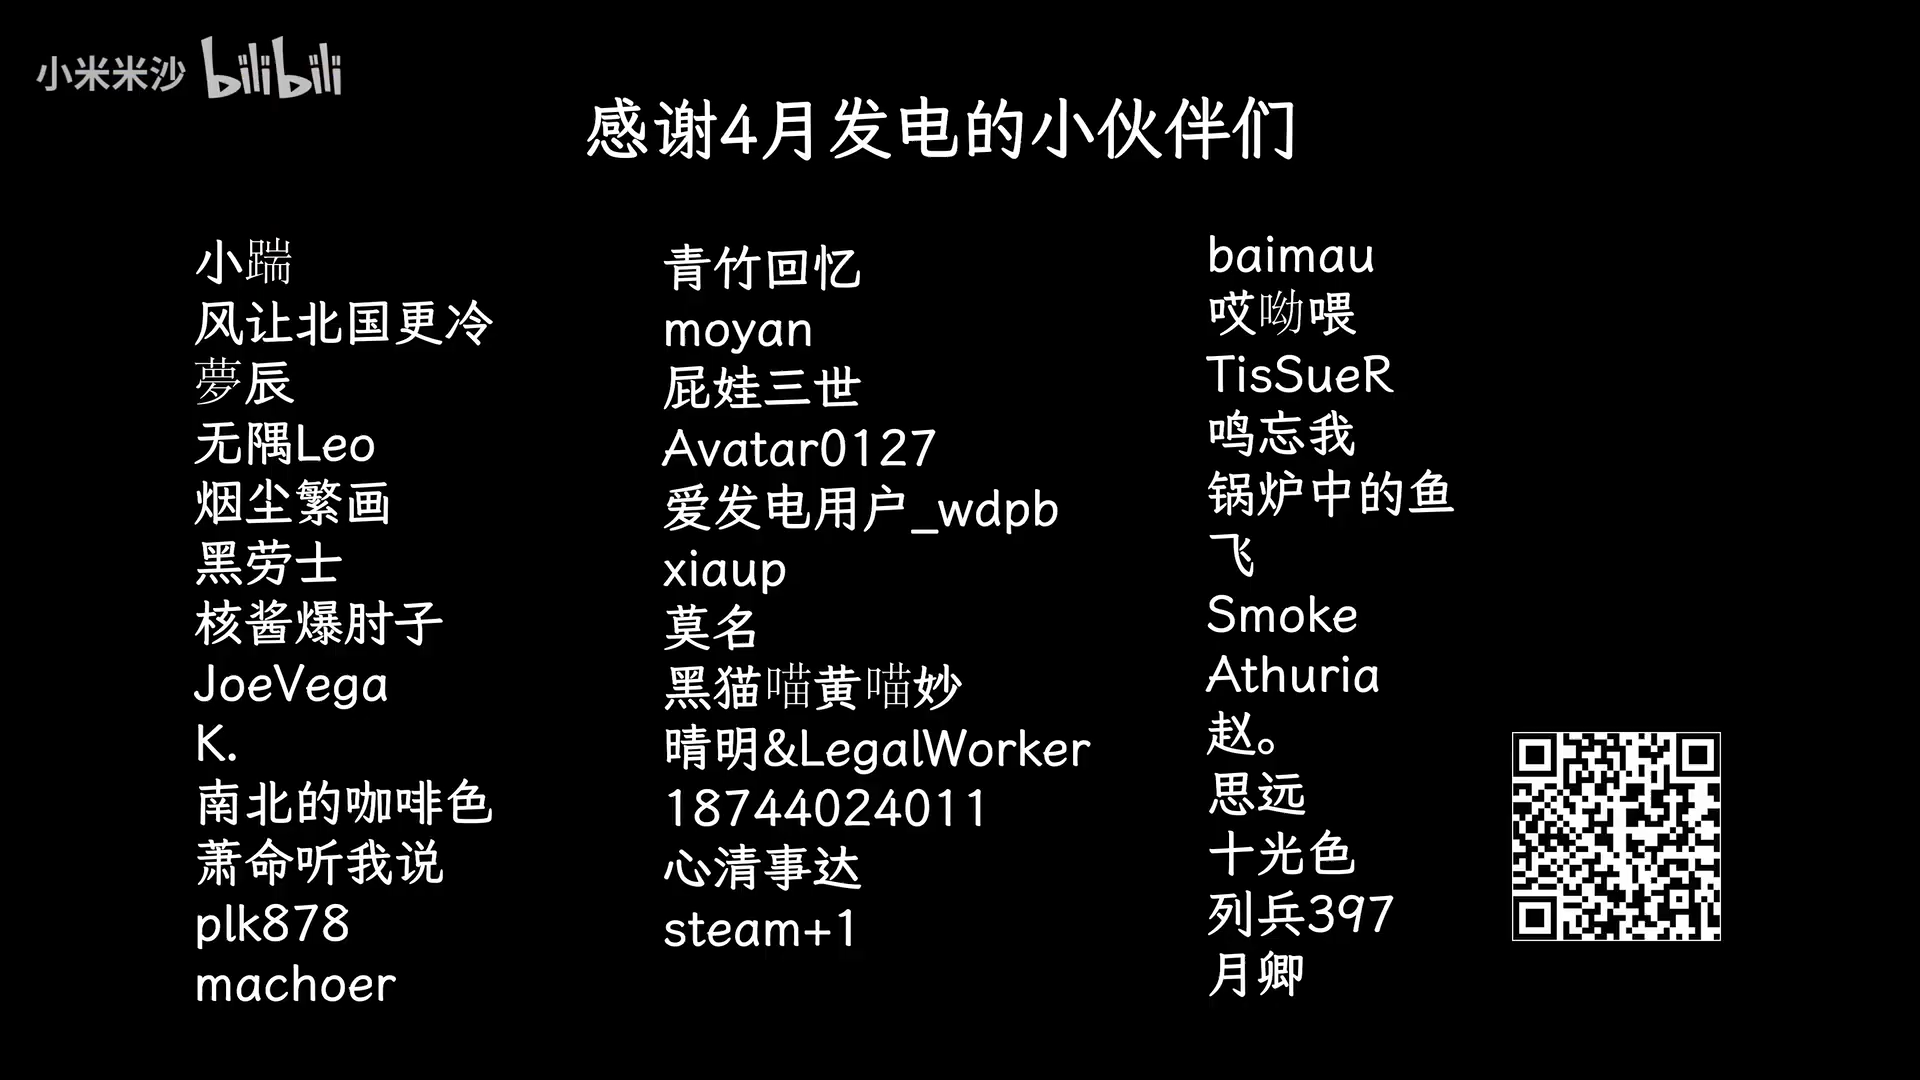 小米米沙 bilibili
感谢4月发电的小伙伴们
小踹
风让北国更冷
夢辰
无隅Leo
烟尘繁画
黑劳士
核酱爆肘子
JoeVega
K.
南北的咖啡色
萧命听我说
plk878
machoer
青竹回忆
moyan
屁娃三世
Avatar0127
爱发电用户_wdpb
xiaup
莫名
黑猫喵黄喵妙
晴明&LegalWorker
18744024011
心清事达
steam+1
baimau
哎呦喂
TisSueR
鸣忘我
锅炉中的鱼
飞
Smoke
Athuria
赵。
思远
十光色
列兵397
月卿